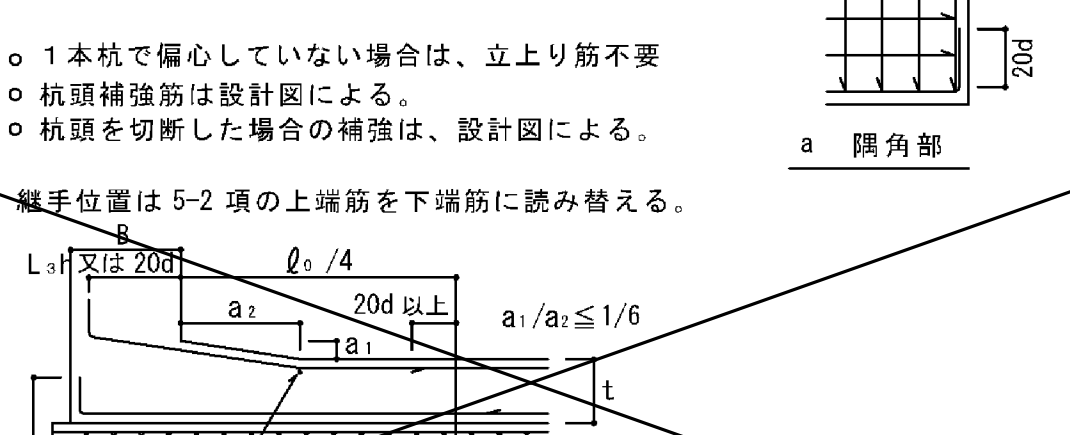 20d
o 1本杭で偏心していない場合は、立上り筋不要
o 杭頭補強筋は設計図による。
o 杭頭を切断した場合の補強は、設計図による。
a 隅角部
継手位置は 5-2 項の上端筋を下端筋に読み替える。
B
L₃h 又は 20d
ℓ₀ /4
a₂
20d 以上
a₁/a₂≦1/6
a₁
t